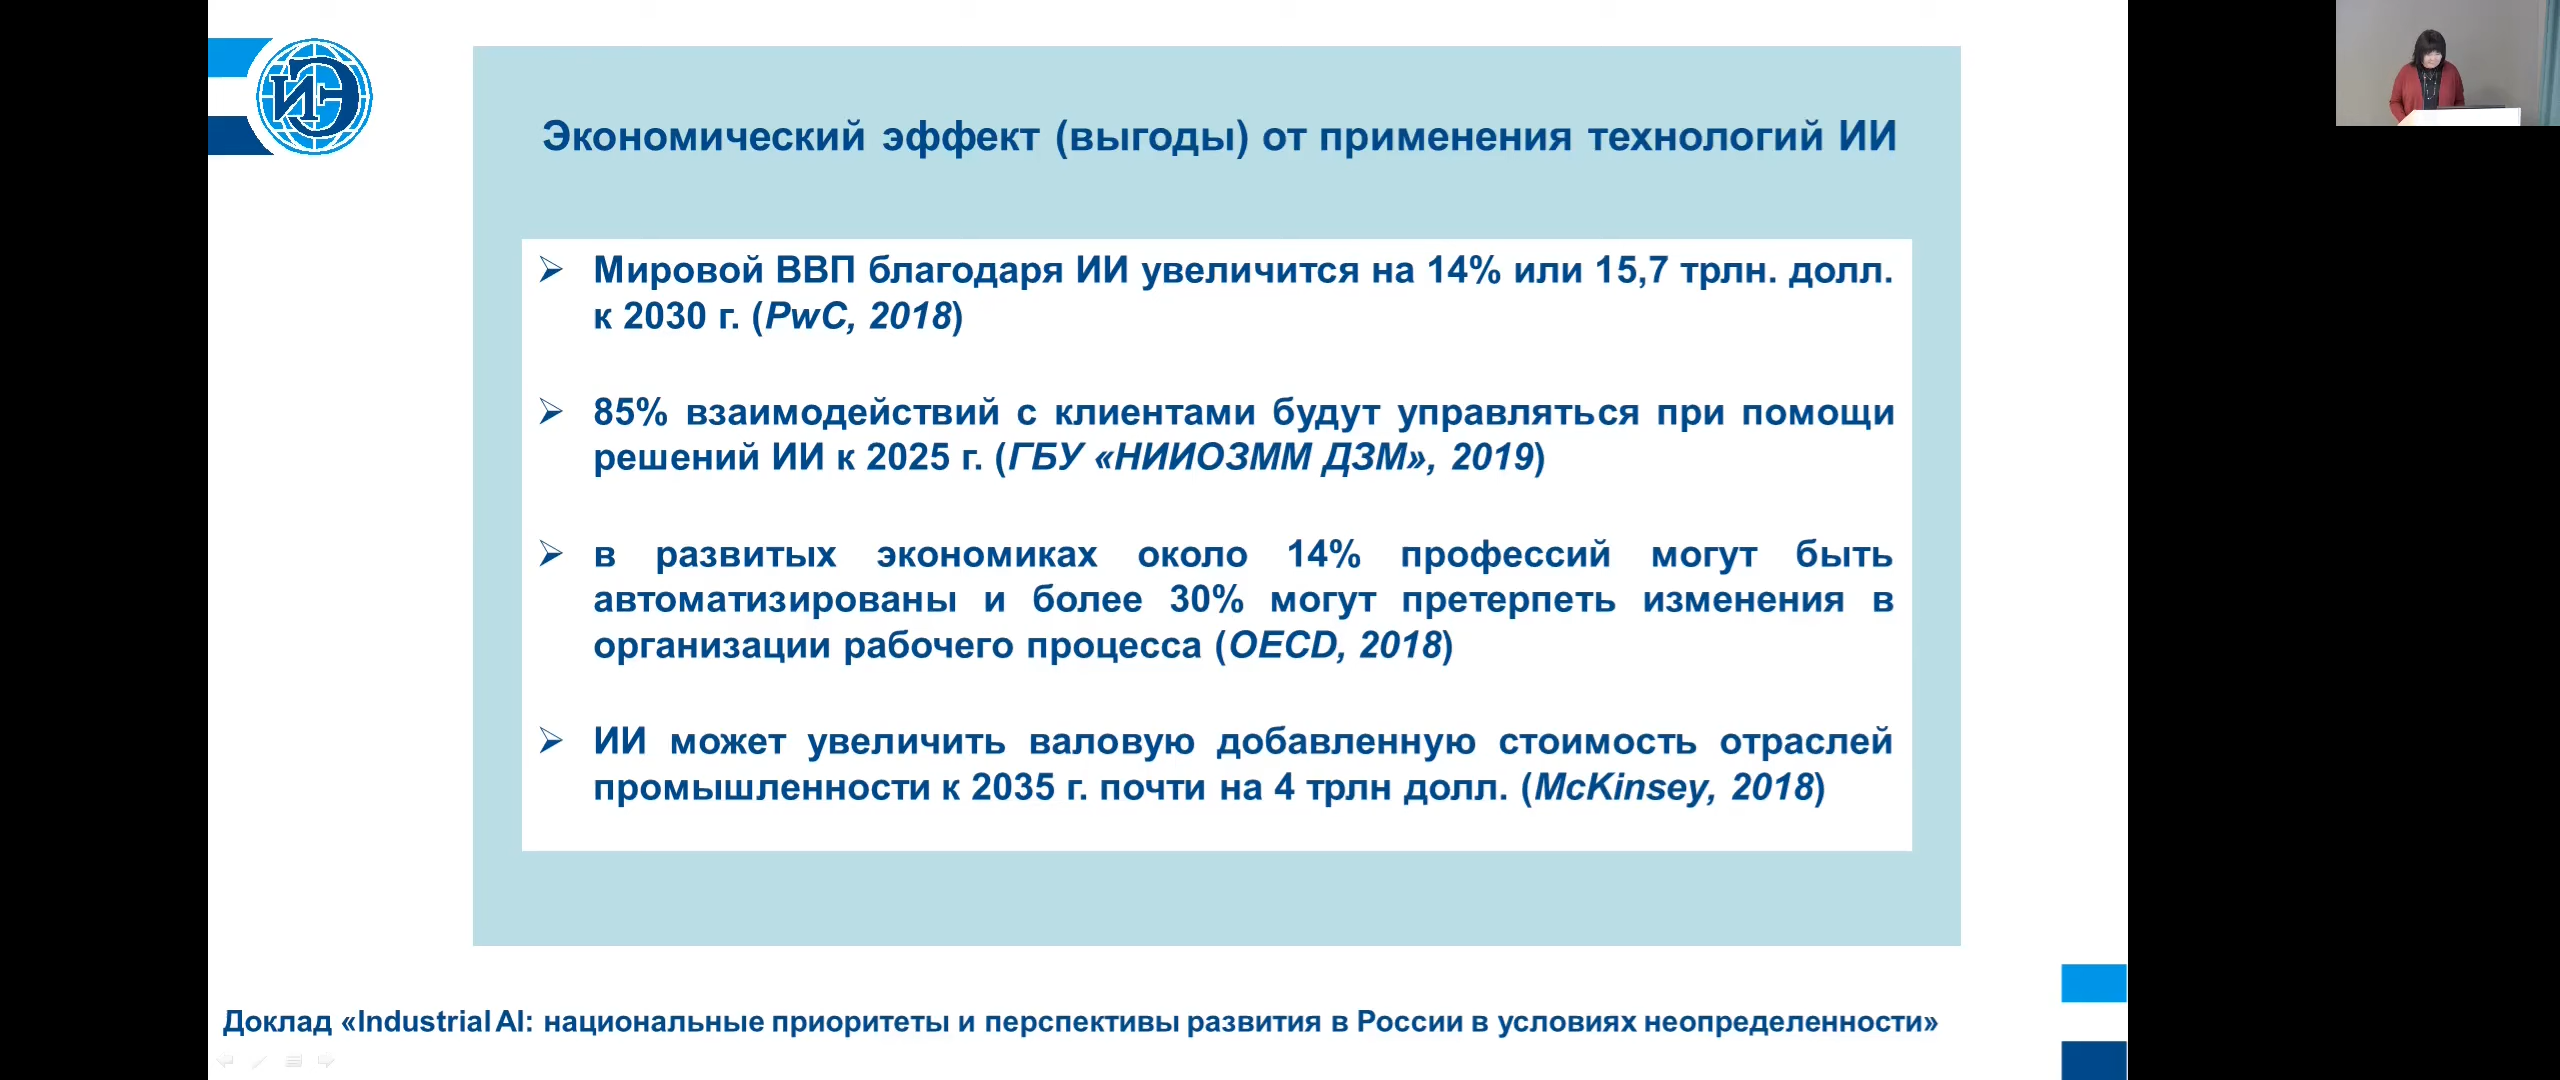 ИЭ
Экономический эффект (выгоды) от применения технологий ИИ
Мировой ВВП благодаря ИИ увеличится на 14% или 15,7 трлн. долл.
к 2030 г. (PwC, 2018)
85% взаимодействий с клиентами будут управляться при помощи
решений ИИ к 2025 г. (ГБУ «НИИОЗММ ДЗМ», 2019)
в развитых экономиках около 14% профессий могут быть
автоматизированы и более 30% могут претерпеть изменения в
организации рабочего процесса (OECD, 2018)
ИИ может увеличить валовую добавленную стоимость отраслей
промышленности к 2035 г. почти на 4 трлн долл. (McKinsey, 2018)
Доклад «Industrial AI: национальные приоритеты и перспективы развития в России в условиях неопределенности»